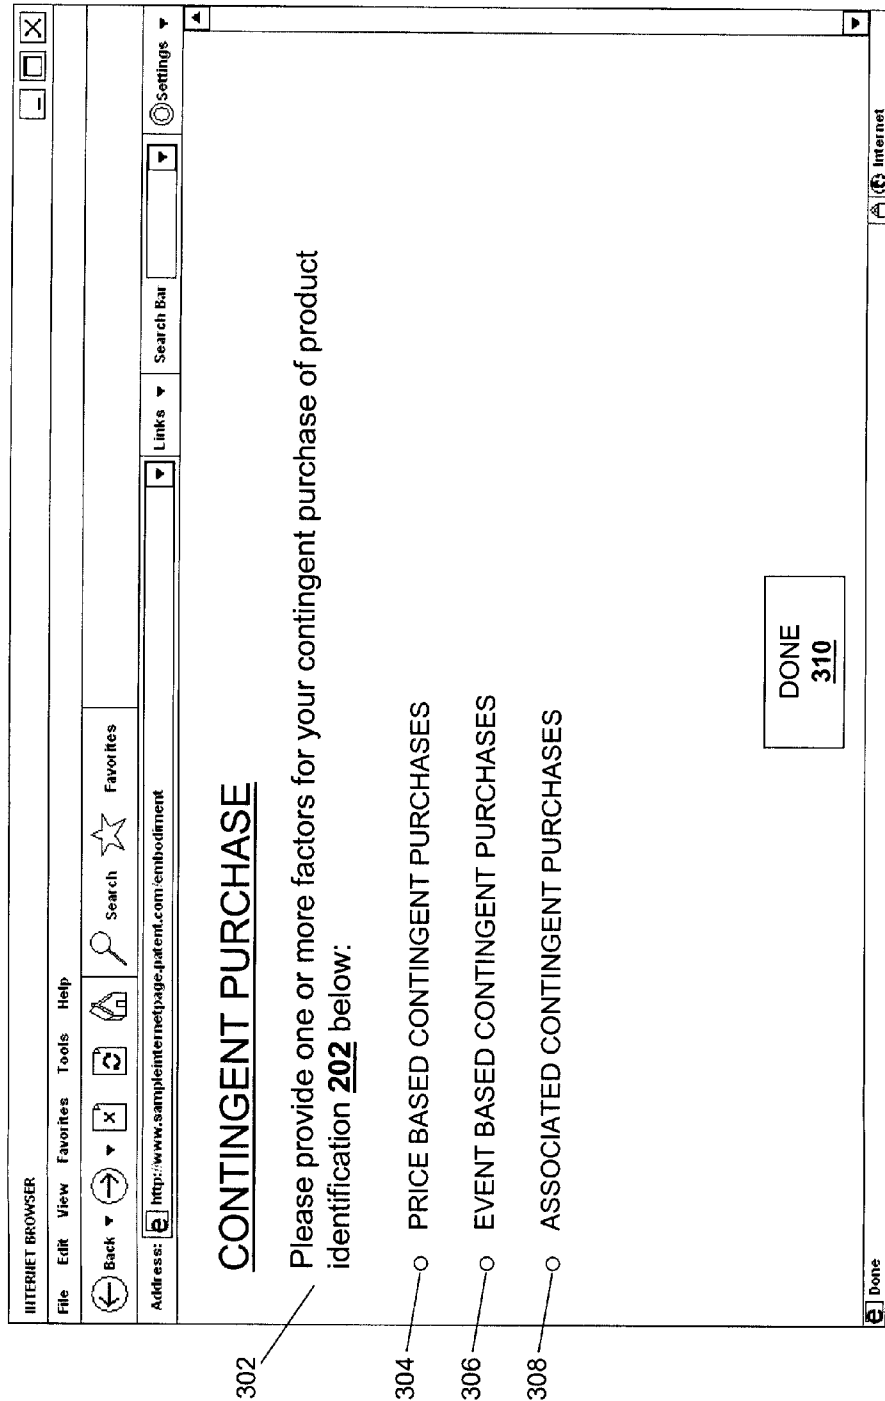 INTERNET BROWSER
File Edit View Favorites Tools Help
Back Search Favorites
Address: e http://www.sampleinternetpage.patent.com/embodiment Links Search Bar Settings
CONTINGENT PURCHASE
302
Please provide one or more factors for your contingent purchase of product
identification 202 below:
304 PRICE BASED CONTINGENT PURCHASES
306 EVENT BASED CONTINGENT PURCHASES
308 ASSOCIATED CONTINGENT PURCHASES
DONE
310
e Done Internet